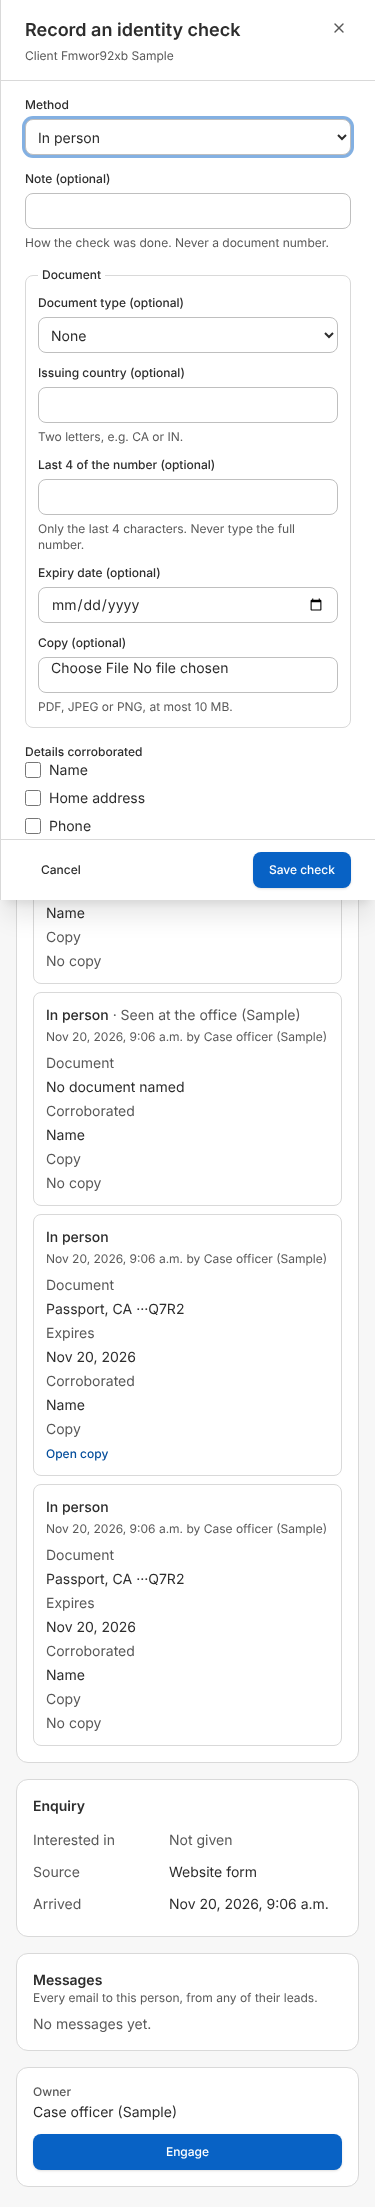 Record an identity check
Client Fmwor92xb Sample
Method
In person
Note (optional)
How the check was done. Never a document number.
Document
Document type (optional)
None
Issuing country (optional)
Two letters, e.g. CA or IN.
Last 4 of the number (optional)
Only the last 4 characters. Never type the full
number.
Expiry date (optional)
mm/dd/yyyy
Copy (optional)
Choose File No file chosen
PDF, JPEG or PNG, at most 10 MB.
Details corroborated
Name
Home address
Phone
Cancel
Save check
Name
Copy
No copy
In person · Seen at the office (Sample)
Nov 20, 2026, 9:06 a.m. by Case officer (Sample)
Document
No document named
Corroborated
Name
Copy
No copy
In person
Nov 20, 2026, 9:06 a.m. by Case officer (Sample)
Document
Passport, CA ···Q7R2
Expires
Nov 20, 2026
Corroborated
Name
Copy
Open copy
In person
Nov 20, 2026, 9:06 a.m. by Case officer (Sample)
Document
Passport, CA ···Q7R2
Expires
Nov 20, 2026
Corroborated
Name
Copy
No copy
Enquiry
Interested in Not given
Source Website form
Arrived Nov 20, 2026, 9:06 a.m.
Messages
Every email to this person, from any of their leads.
No messages yet.
Owner
Case officer (Sample)
Engage